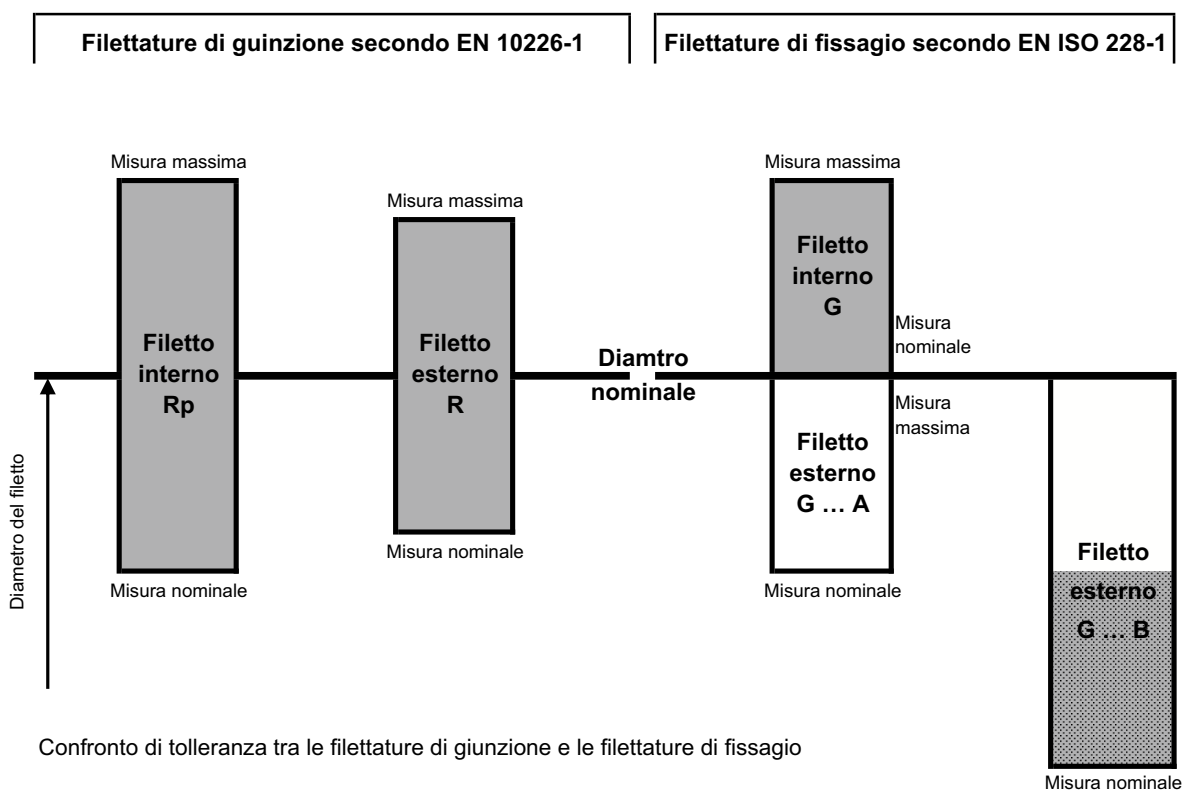 Filettature di guinzione secondo EN 10226-1
Filettature di fissagio secondo EN ISO 228-1
Misura massima
Misura massima
Misura massima
Filetto
interno
G
Misura
nominale
Filetto
interno
Rp
Filetto
esterno
R
Diamtro
nominale
Misura
massima
Filetto
esterno
G … A
Diametro del filetto
Misura nominale
Misura nominale
Misura nominale
Filetto
esterno
G … B
Confronto di tolleranza tra le filettature di giunzione e le filettature di fissagio
Misura nominale